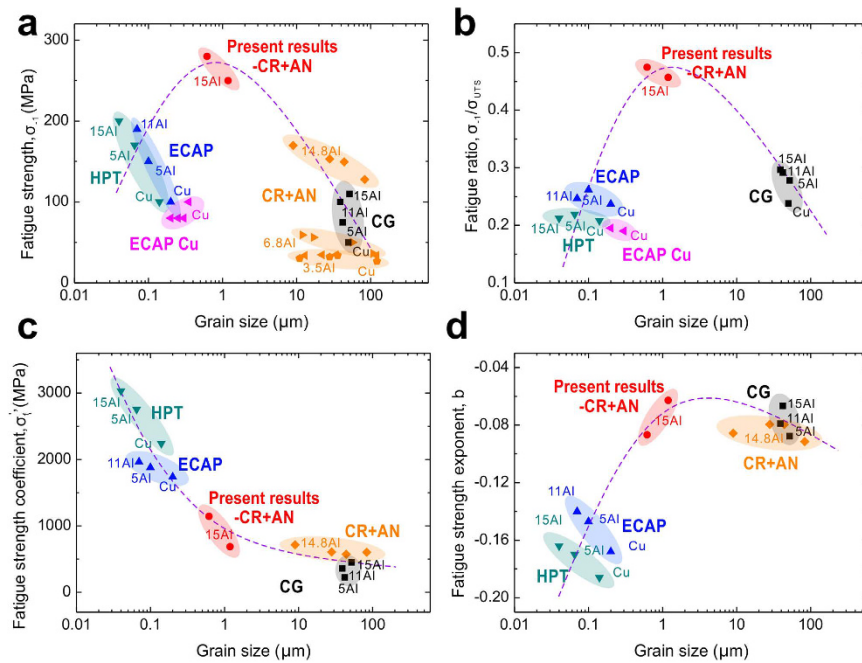 a
Fatigue strength, σ-1 (MPa)
300
250
200
150
100
50
0
0.01 0.1 1 10 100
Grain size (μm)
Present results
-CR+AN
15Al
15Al
11Al
5Al
5Al
ECAP
HPT
Cu
Cu
ECAP Cu
14.8Al
CR+AN
15Al
11Al
CG
5Al
Cu
6.8Al
3.5Al
Cu
b
Fatigue ratio, σ-1/σUTS
0.5
0.4
0.3
0.2
0.1
0.01 0.1 1 10 100
Grain size (μm)
Present results
-CR+AN
15Al
ECAP
11Al
5Al
Cu
15Al
5Al
Cu
HPT
ECAP Cu
15Al
11Al
5Al
CG
Cu
c
Fatigue strength coefficient, σf' (MPa)
3000
2000
1000
0
0.01 0.1 1 10 100
Grain size (μm)
15Al
5Al
HPT
Cu
11Al
5Al
Cu
ECAP
Present results
-CR+AN
15Al
CR+AN
14.8Al
15Al
11Al
CG
5Al
d
Fatigue strength exponent, b
-0.04
-0.08
-0.12
-0.16
-0.20
0.01 0.1 1 10 100
Grain size (μm)
Present results
-CR+AN
15Al
CG
15Al
11Al
14.8Al
5Al
CR+AN
11Al
15Al
5Al
ECAP
5Al
Cu
HPT
Cu